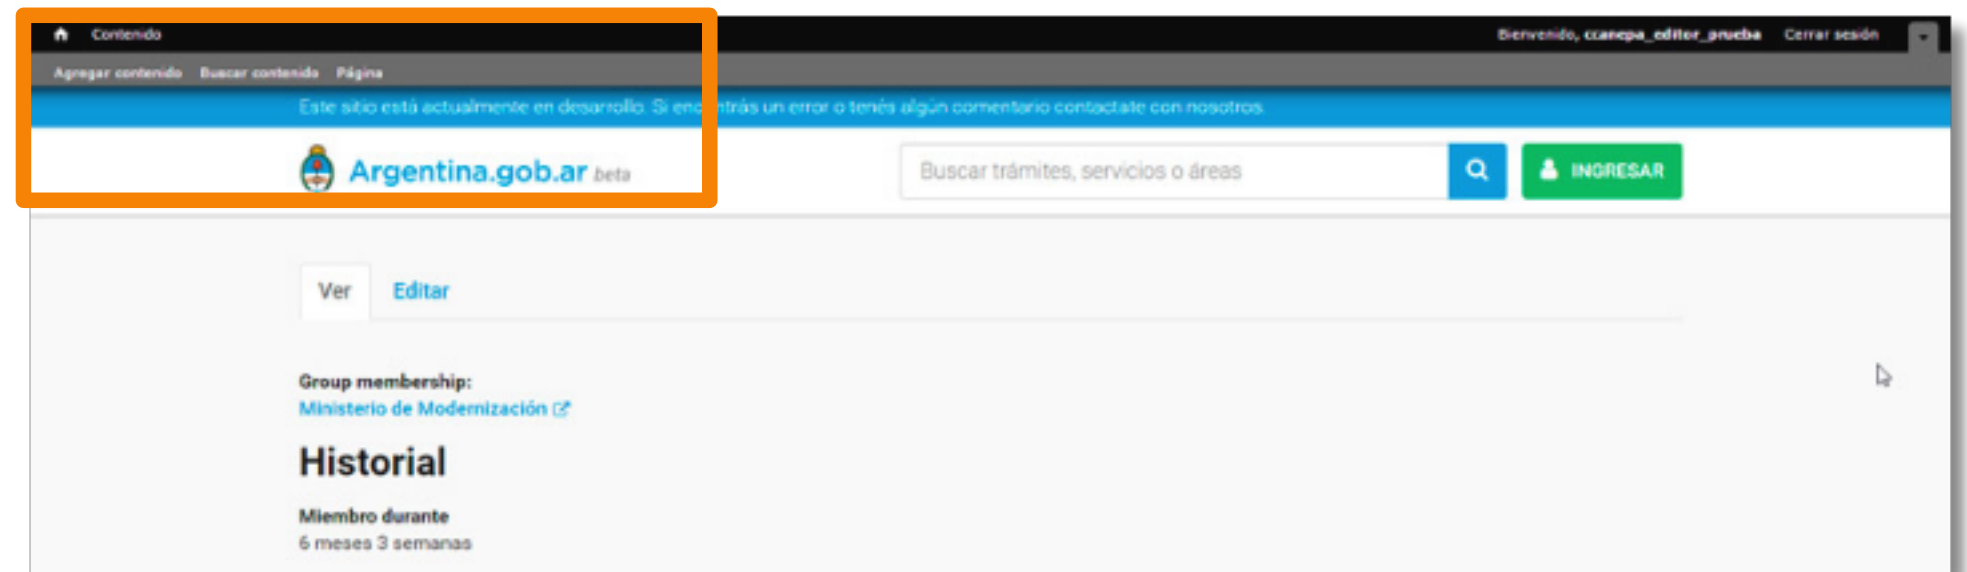 Contenido
Bienvenido, ccanepa_editor_prueba Cerrar sesión
Agregar contenido Buscar contenido Página
Este sitio está actualmente en desarrollo. Si encontrás un error o tenés algún comentario contactate con nosotros.
Argentina.gob.ar beta
Buscar trámites, servicios o áreas
INGRESAR
Ver Editar
Group membership:
Ministerio de Modernización
Historial
Miembro durante
6 meses 3 semanas